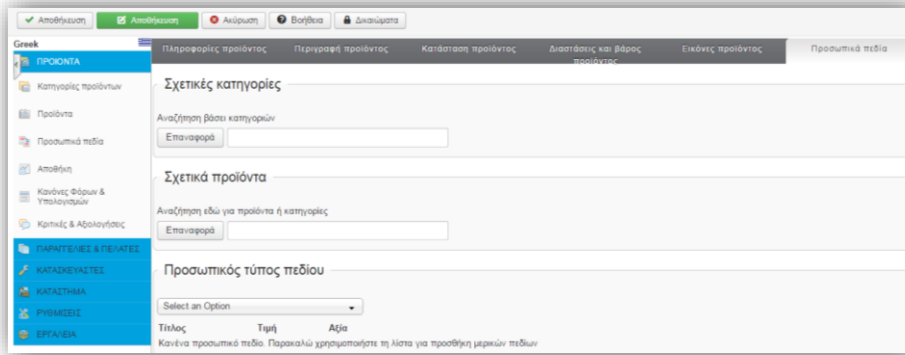 Αποθήκευση Αποθήκευση Ακύρωση Βοήθεια Δικαιώματα
Greek
Πληροφορίες προϊόντος Περιγραφή προϊόντος Κατάσταση προϊόντος Διαστάσεις και βάρος προϊόντος Εικόνες προϊόντος Προσωπικά πεδία
ΠΡΟΙΟΝΤΑ
Κατηγορίες προϊόντων
Προϊόντα
Προσωπικά πεδία
Αποθήκη
Κανόνες Φόρων &
Υπολογισμών
Κριτικές & Αξιολογήσεις
ΠΑΡΑΓΓΕΛΙΕΣ & ΠΕΛΑΤΕΣ
ΚΑΤΑΣΚΕΥΑΣΤΕΣ
ΚΑΤΑΣΤΗΜΑ
ΡΥΘΜΙΣΕΙΣ
ΕΡΓΑΛΕΙΑ
Σχετικές κατηγορίες
Αναζήτηση βάσει κατηγοριών
Επαναφορά
Σχετικά προϊόντα
Αναζήτηση εδώ για προϊόντα ή κατηγορίες
Επαναφορά
Προσωπικός τύπος πεδίου
Select an Option
Τίτλος Τιμή Αξία
Κανένα προσωπικό πεδίο. Παρακαλώ χρησιμοποιήστε τη λίστα για προσθήκη μερικών πεδίων